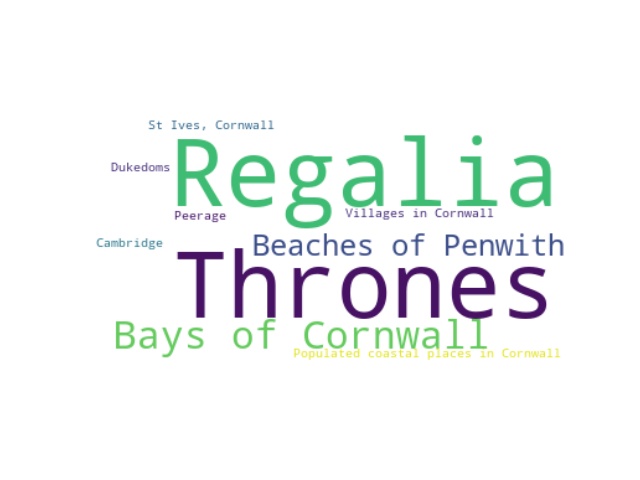 St Ives, Cornwall
Regalia
Dukedoms
Peerage
Villages in Cornwall
Cambridge
Beaches of Penwith
Thrones
Bays of Cornwall
Populated coastal places in Cornwall